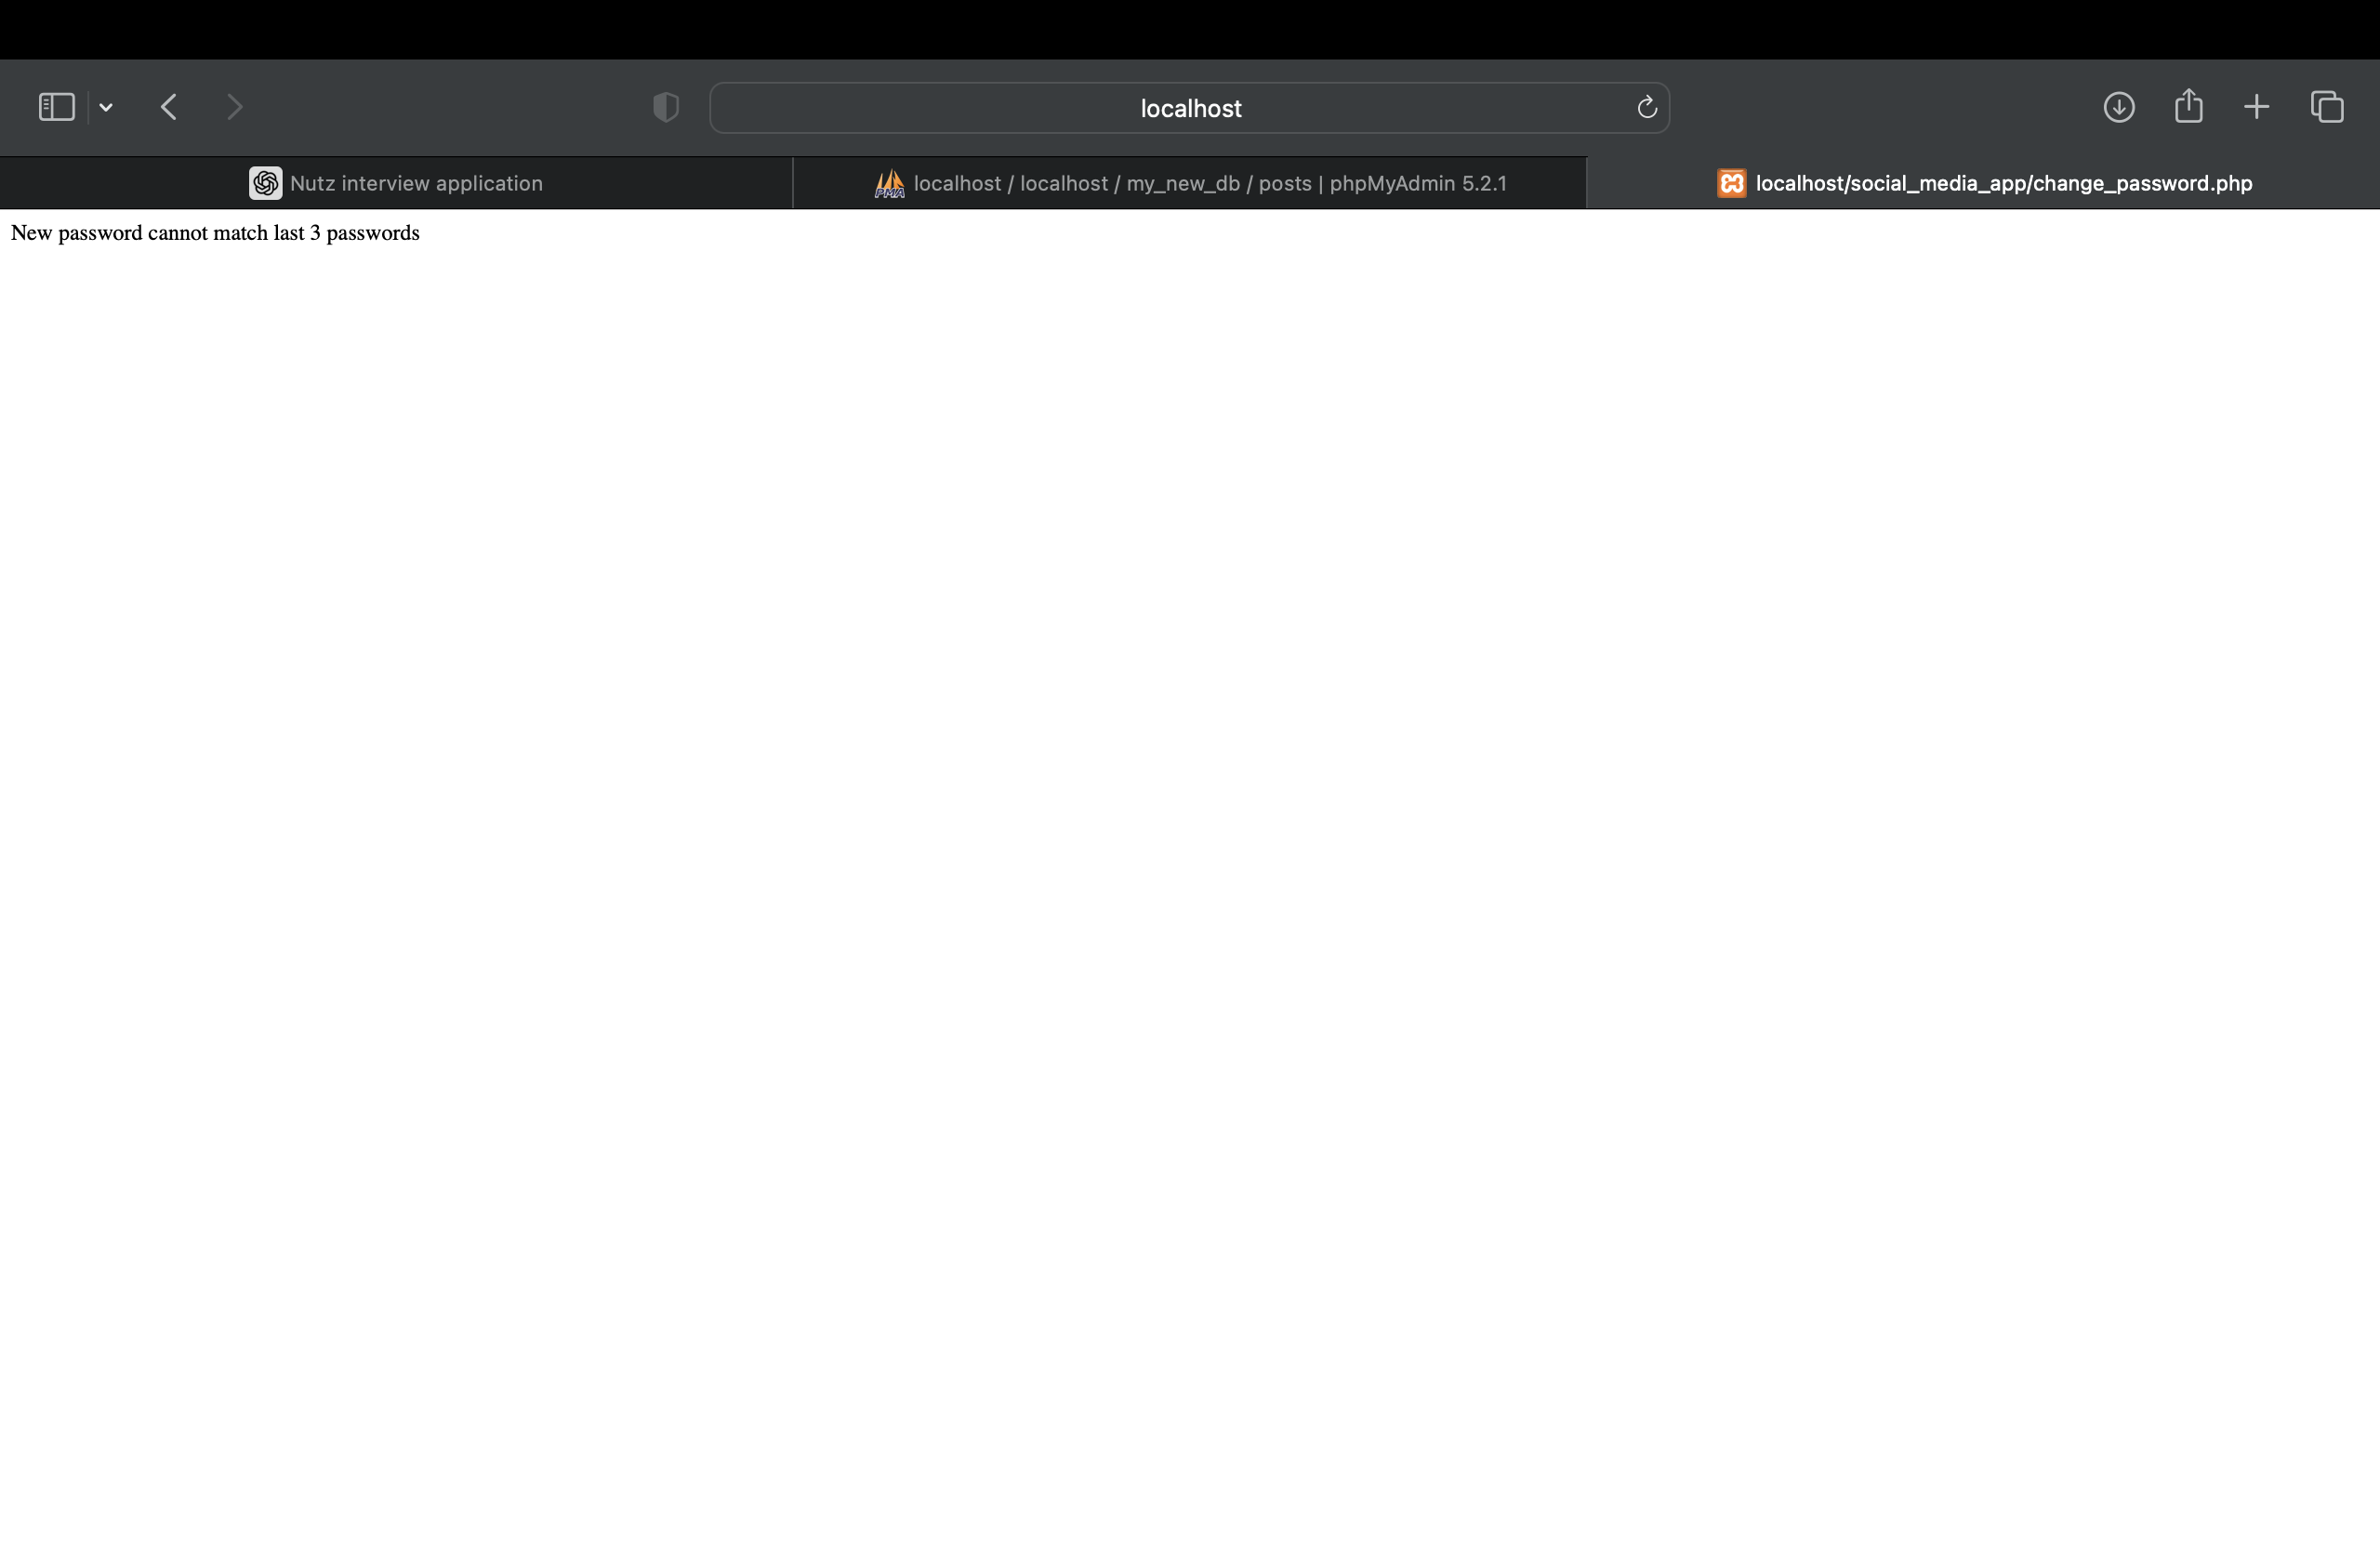 localhost
Nutz interview application
PMA
localhost / localhost / my_new_db / posts | phpMyAdmin 5.2.1
localhost/social_media_app/change_password.php
New password cannot match last 3 passwords